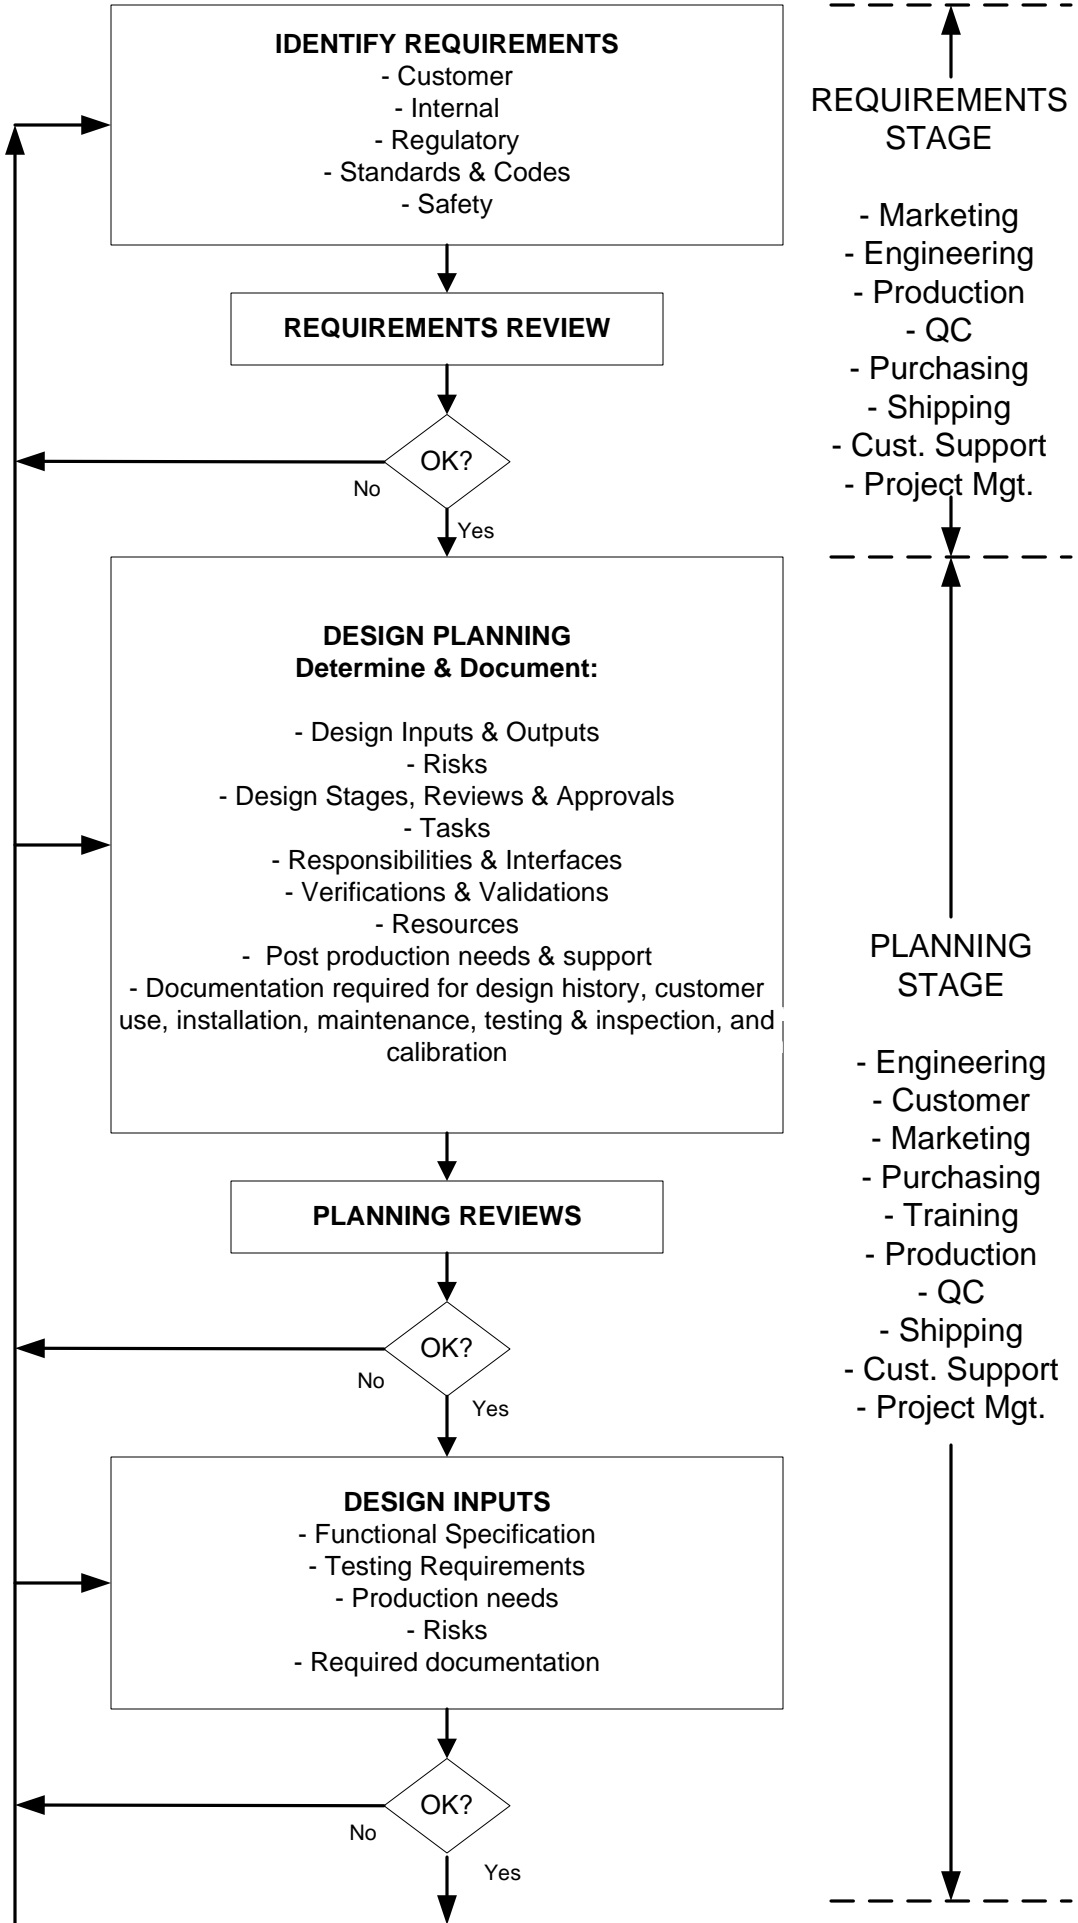 IDENTIFY REQUIREMENTS
- Customer
- Internal
- Regulatory
- Standards & Codes
- Safety
REQUIREMENTS REVIEW
OK?
No
Yes
DESIGN PLANNING
Determine & Document:
- Design Inputs & Outputs
- Risks
- Design Stages, Reviews & Approvals
- Tasks
- Responsibilities & Interfaces
- Verifications & Validations
- Resources
- Post production needs & support
- Documentation required for design history, customer
use, installation, maintenance, testing & inspection, and
calibration
PLANNING REVIEWS
OK?
No
Yes
DESIGN INPUTS
- Functional Specification
- Testing Requirements
- Production needs
- Risks
- Required documentation
OK?
No
Yes
REQUIREMENTS
STAGE
- Marketing
- Engineering
- Production
- QC
- Purchasing
- Shipping
- Cust. Support
- Project Mgt.
PLANNING
STAGE
- Engineering
- Customer
- Marketing
- Purchasing
- Training
- Production
- QC
- Shipping
- Cust. Support
- Project Mgt.